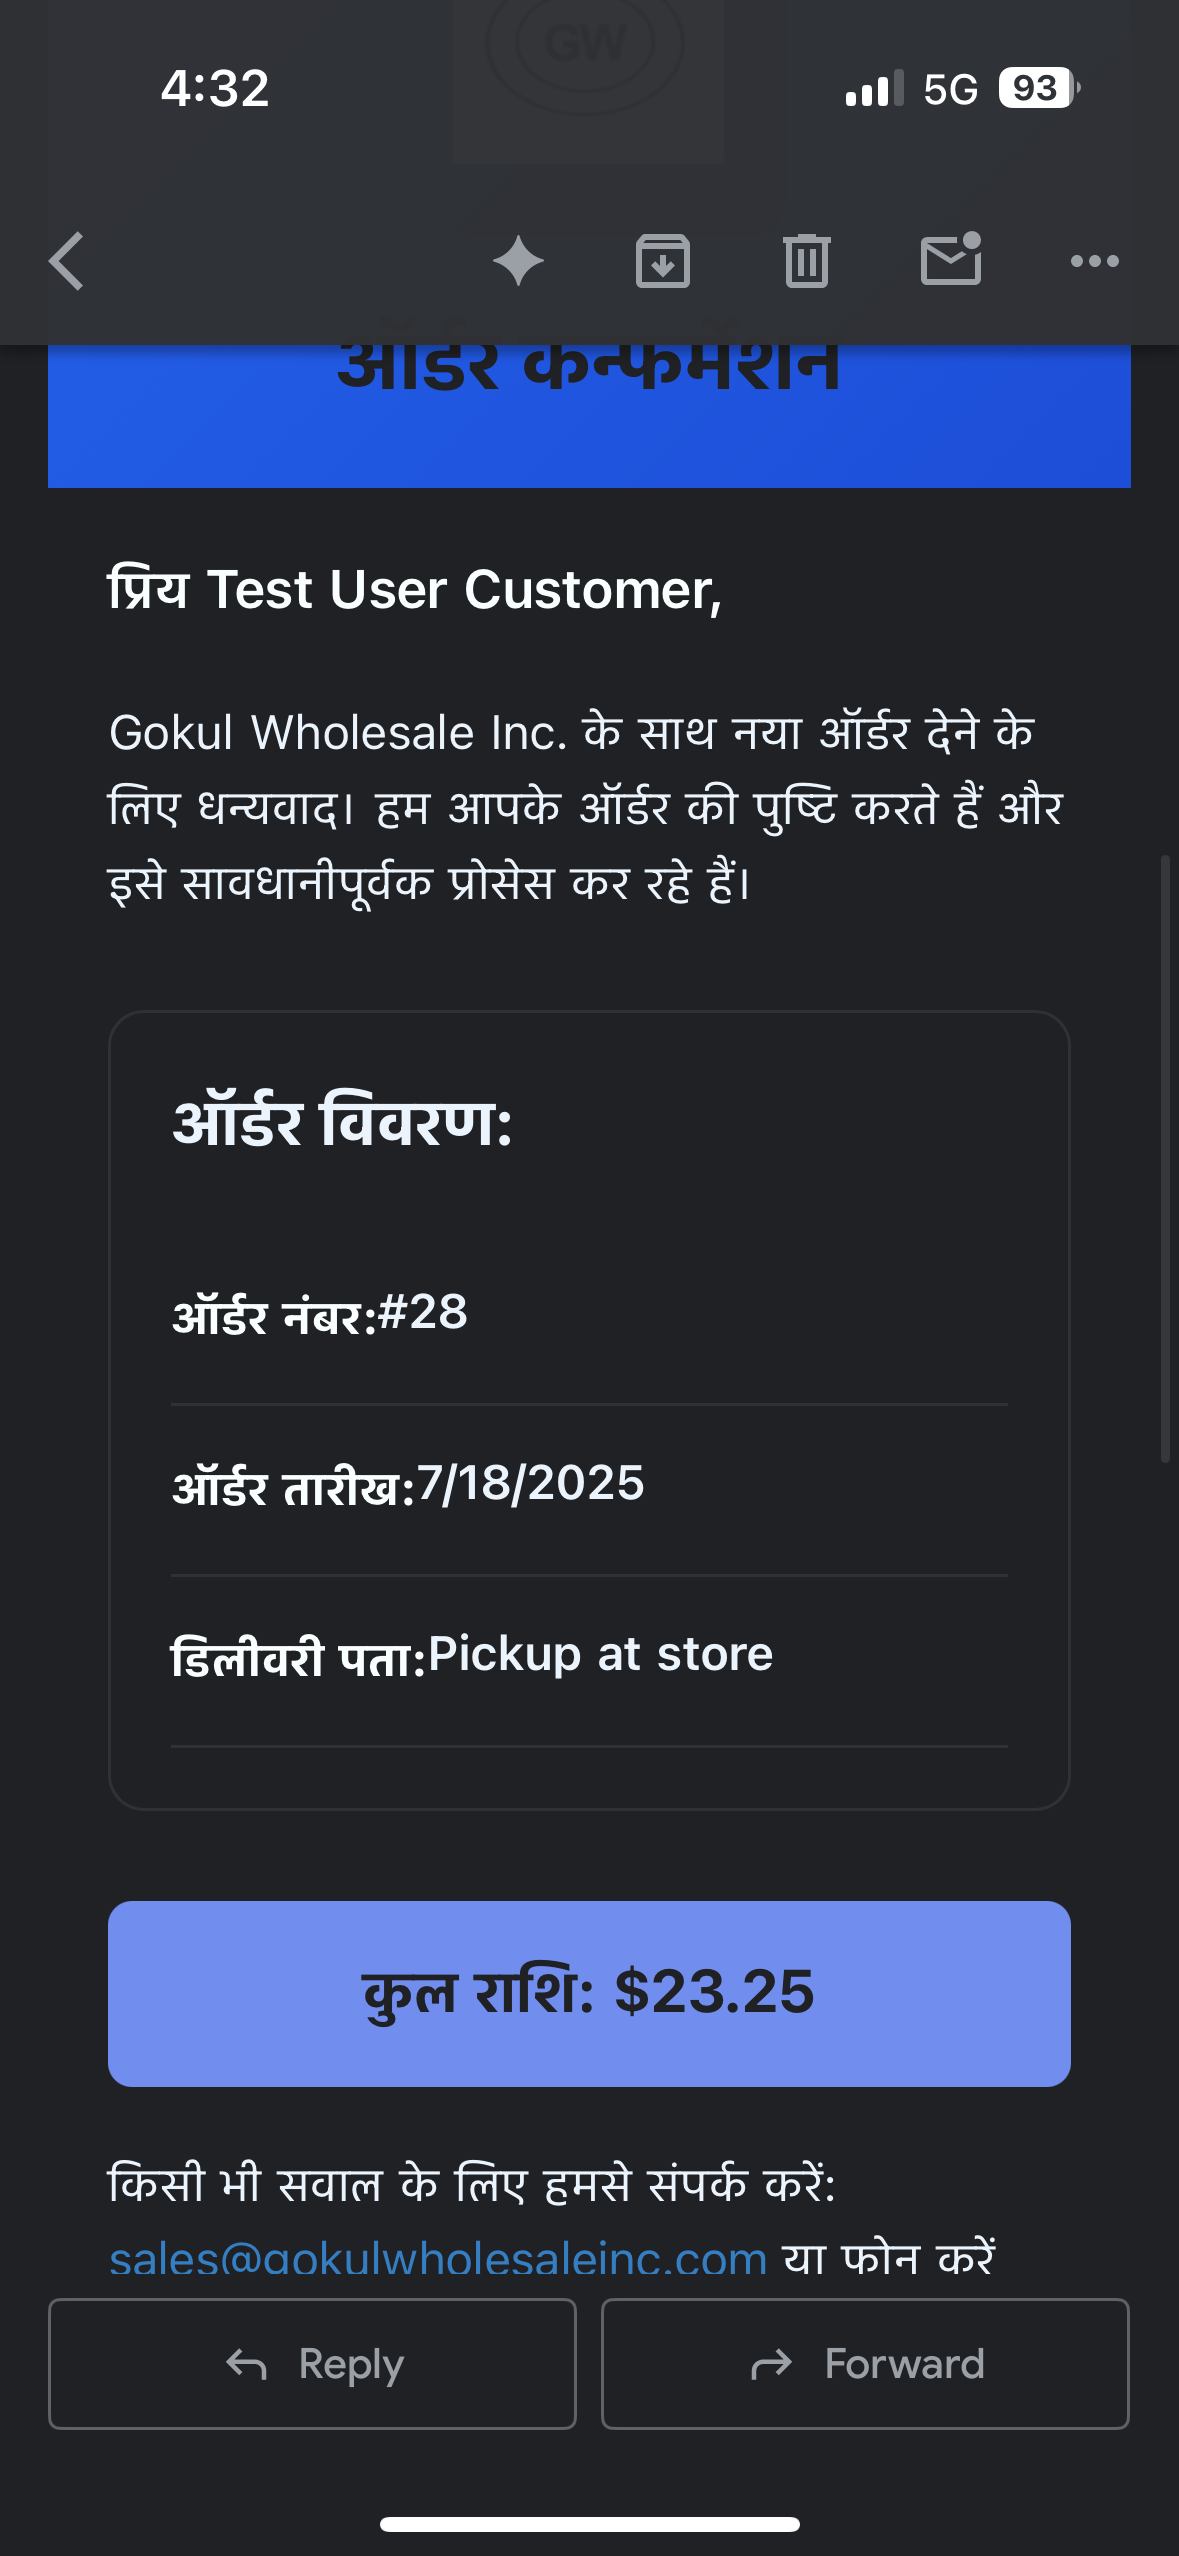 GW
4:32
5G 93
ऑर्डर कन्फर्मेशन
प्रिय Test User Customer,
Gokul Wholesale Inc. के साथ नया ऑर्डर देने के
लिए धन्यवाद। हम आपके ऑर्डर की पुष्टि करते हैं और
इसे सावधानीपूर्वक प्रोसेस कर रहे हैं।
ऑर्डर विवरण:
ऑर्डर नंबर:#28
ऑर्डर तारीख:7/18/2025
डिलीवरी पता:Pickup at store
कुल राशि: $23.25
किसी भी सवाल के लिए हमसे संपर्क करें:
sales@gokulwholesaleinc.com या फोन करें
Reply
Forward